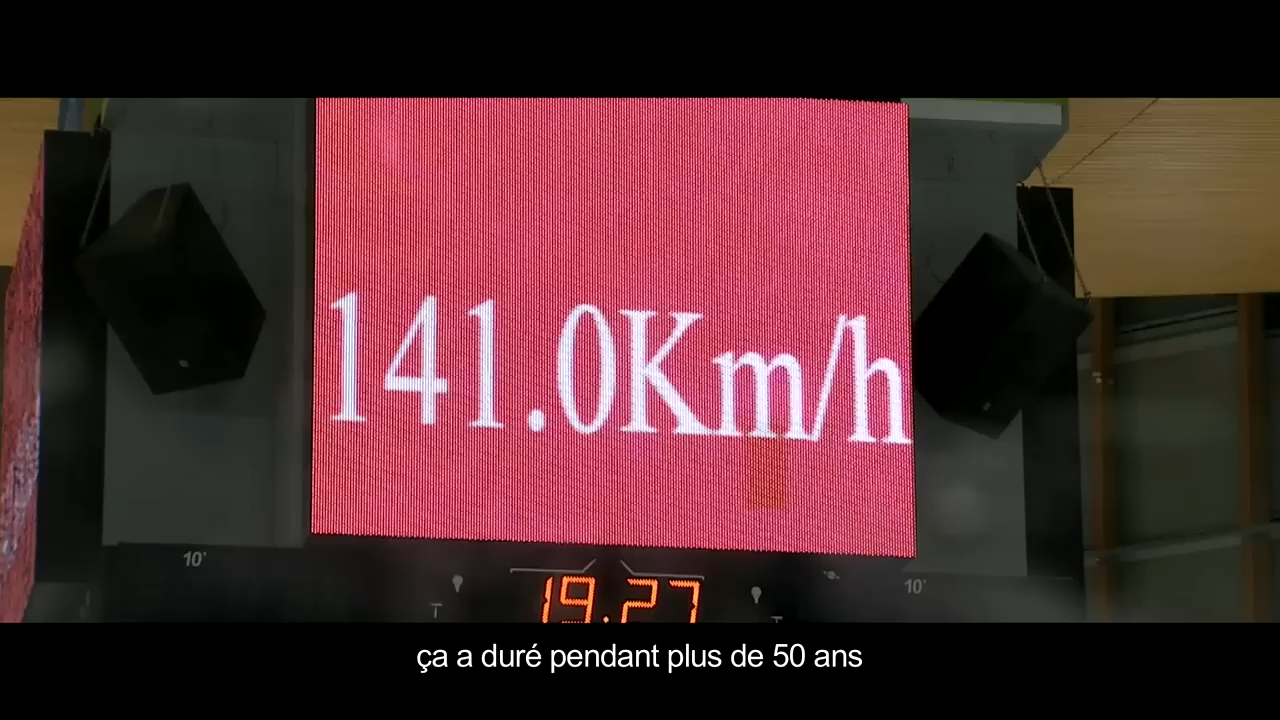 141.0Km/h
10'
10'
19:27
T
T
ça a duré pendant plus de 50 ans